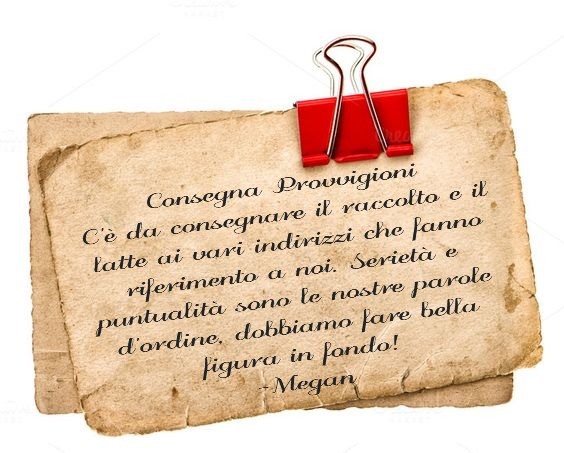 Consegna Provvigioni
C'è da consegnare il raccolto e il
latte ai vari indirizzi che fanno
riferimento a noi. Serietà e
puntualità sono le nostre parole
d'ordine, dobbiamo fare bella
figura in fondo!
-Megan